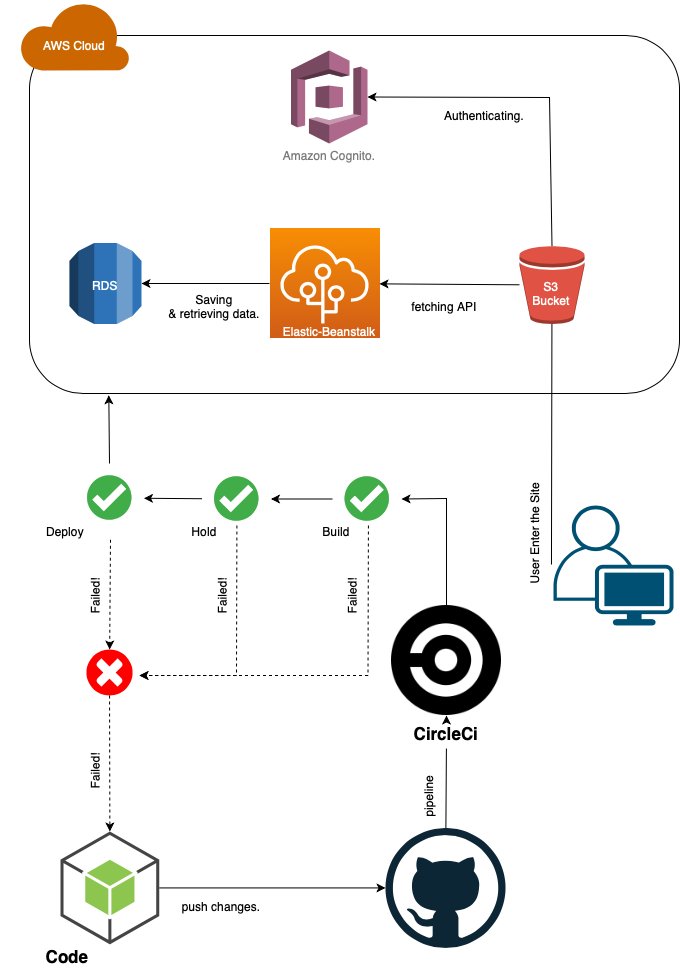 AWS Cloud
Authenticating.
Amazon Cognito.
RDS
Saving
& retrieving data.
Elastic-Beanstalk
fetching API
S3
Bucket
User Enter the Site
Deploy
Hold
Build
Failed!
Failed!
Failed!
CircleCi
Failed!
pipeline
push changes.
Code